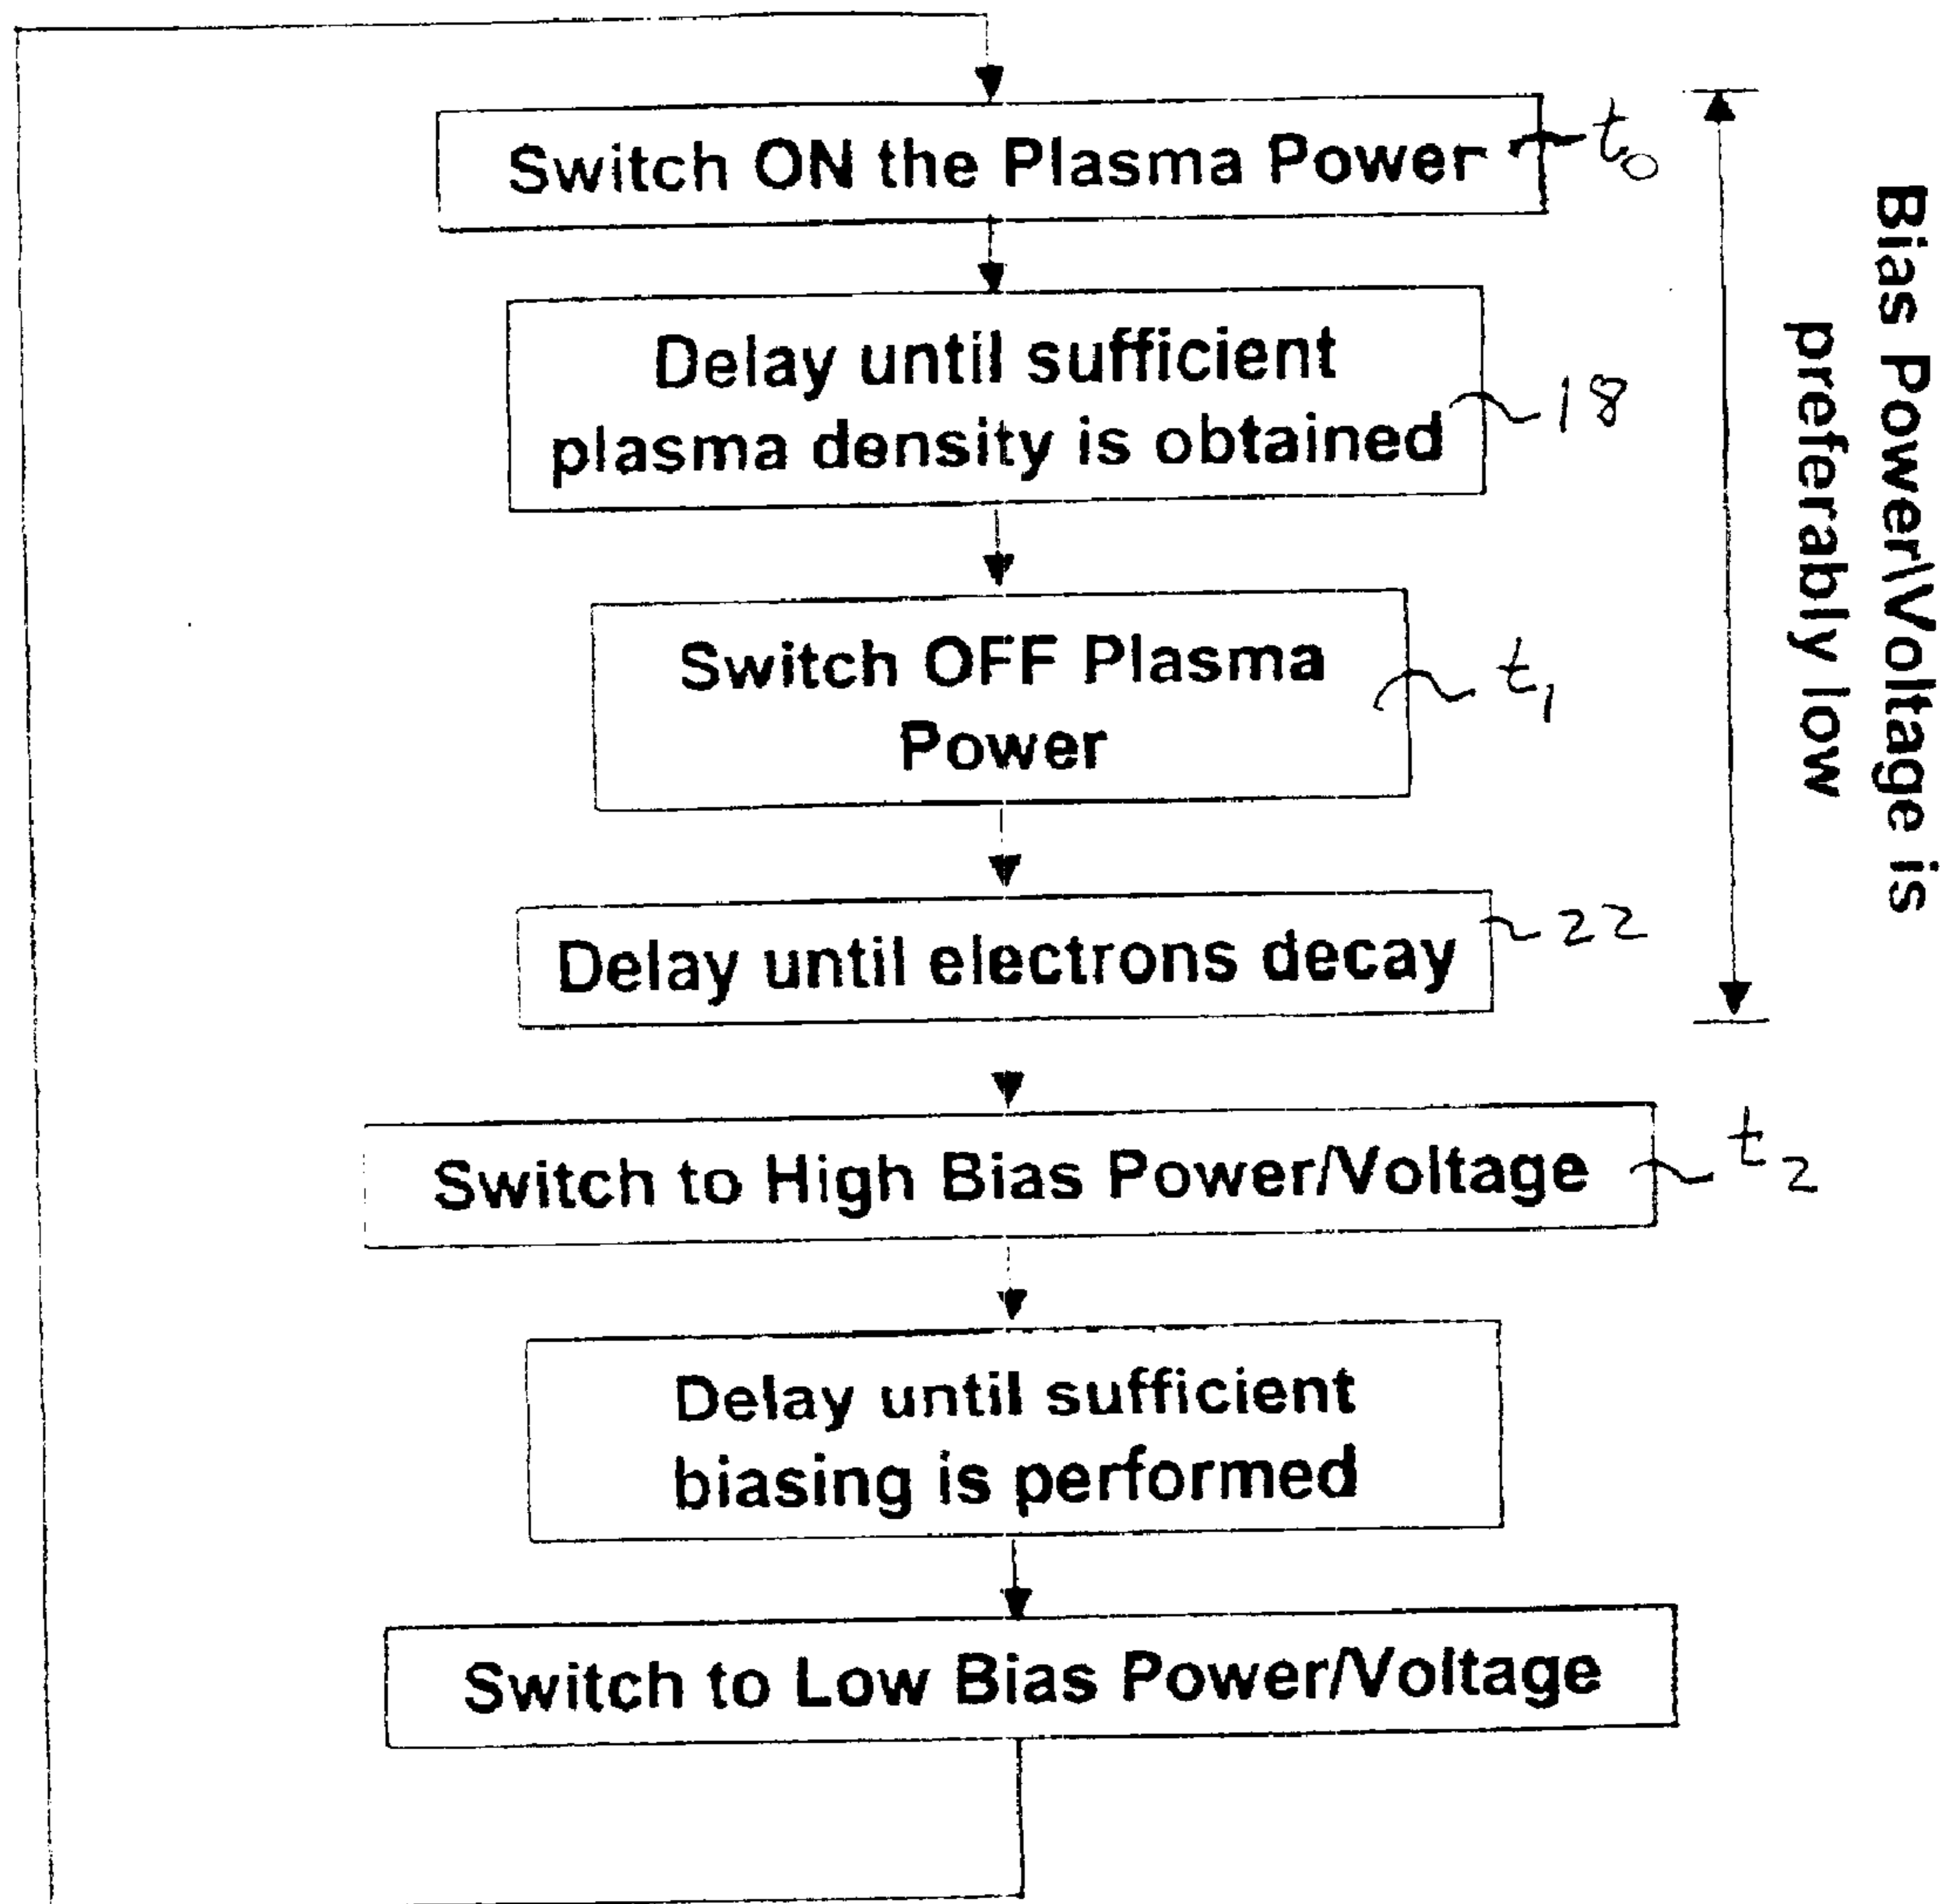 Switch ON the Plasma Power
t0
Delay until sufficient
plasma density is obtained
18
Switch OFF Plasma
Power
t1
Delay until electrons decay
22
Bias Power\Voltage is
preferably low
Switch to High Bias Power/Voltage
t2
Delay until sufficient
biasing is performed
Switch to Low Bias Power/Voltage